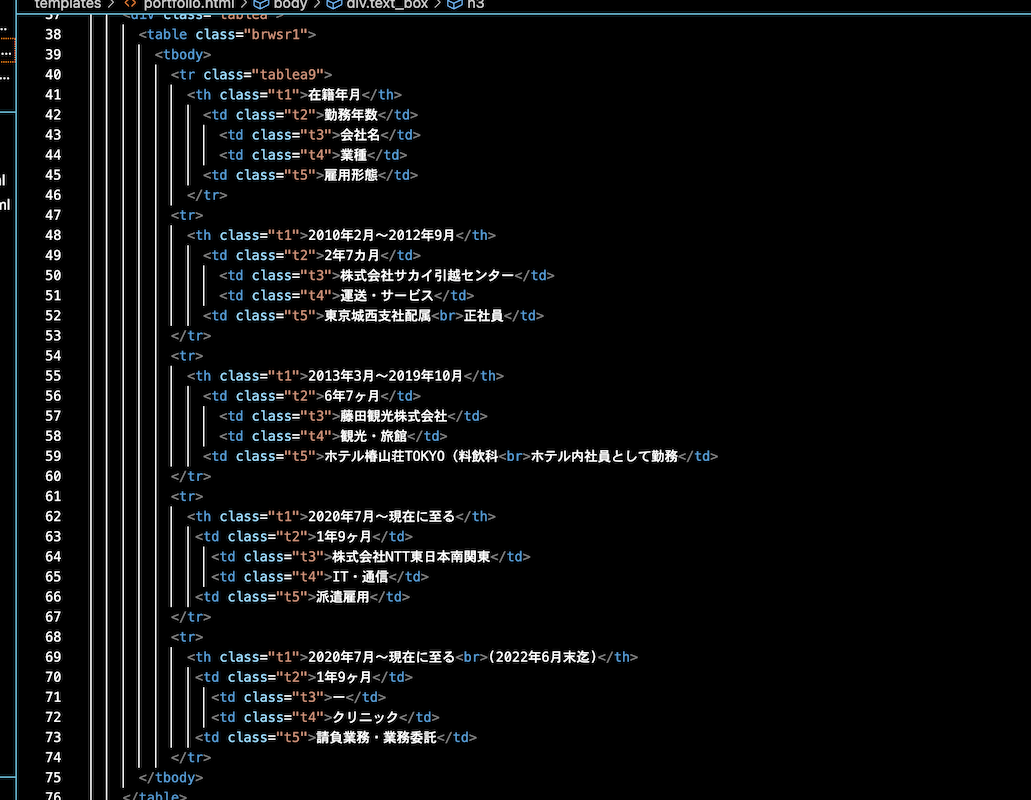 templates > portfolio.html > body > div.text_box > h3
37 <div class="tablea">
38 <table class="brwsr1">
39 <tbody>
40 <tr class="tablea9">
41 <th class="t1">在籍年月</th>
42 <td class="t2">勤務年数</td>
43 <td class="t3">会社名</td>
44 <td class="t4">業種</td>
45 <td class="t5">雇用形態</td>
46 </tr>
47 <tr>
48 <th class="t1">2010年2月〜2012年9月</th>
49 <td class="t2">2年7カ月</td>
50 <td class="t3">株式会社サカイ引越センター</td>
51 <td class="t4">運送・サービス</td>
52 <td class="t5">東京城西支社配属<br>正社員</td>
53 </tr>
54 <tr>
55 <th class="t1">2013年3月〜2019年10月</th>
56 <td class="t2">6年7ヶ月</td>
57 <td class="t3">藤田観光株式会社</td>
58 <td class="t4">観光・旅館</td>
59 <td class="t5">ホテル椿山荘TOKYO（料飲科<br>ホテル内社員として勤務</td>
60 </tr>
61 <tr>
62 <th class="t1">2020年7月〜現在に至る</th>
63 <td class="t2">1年9ヶ月</td>
64 <td class="t3">株式会社NTT東日本南関東</td>
65 <td class="t4">IT・通信</td>
66 <td class="t5">派遣雇用</td>
67 </tr>
68 <tr>
69 <th class="t1">2020年7月〜現在に至る<br>(2022年6月末迄)</th>
70 <td class="t2">1年9ヶ月</td>
71 <td class="t3">ー</td>
72 <td class="t4">クリニック</td>
73 <td class="t5">請負業務・業務委託</td>
74 </tr>
75 </tbody>
76 </table>